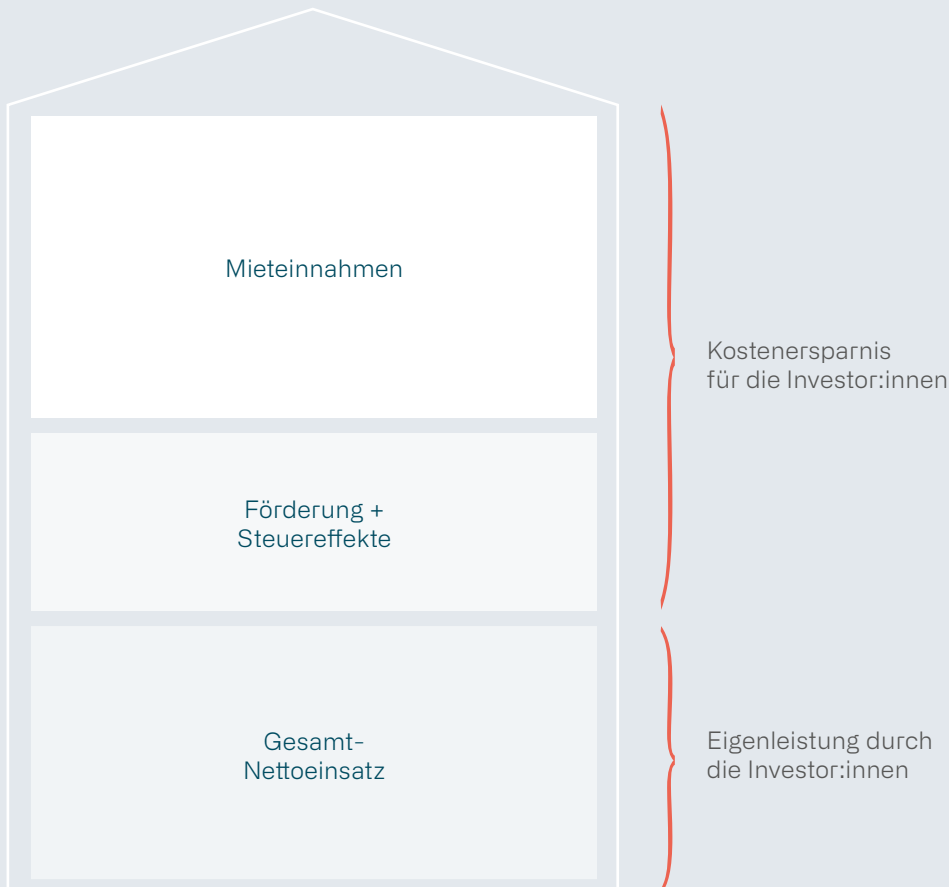 Mieteinnahmen
Kostenersparnis
für die Investor:innen
Förderung +
Steuereffekte
Gesamt-
Nettoeinsatz
Eigenleistung durch
die Investor:innen